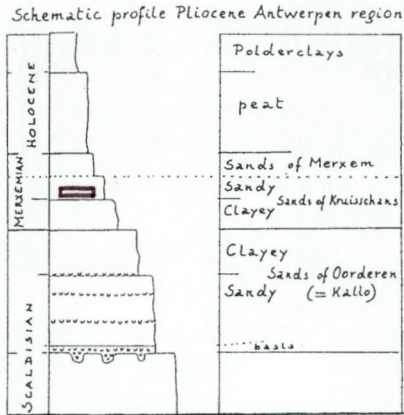 Schematic profile Pliocene Antwerpen region
HOLOCENE
Polderclays
peat
MERXEMIAN
Sands of Merxem
Sandy
Sands of Kruisschans
Clayey
SCALDISIAN
Clayey
Sands of Oorderen
Sandy (= Kallo)
basis